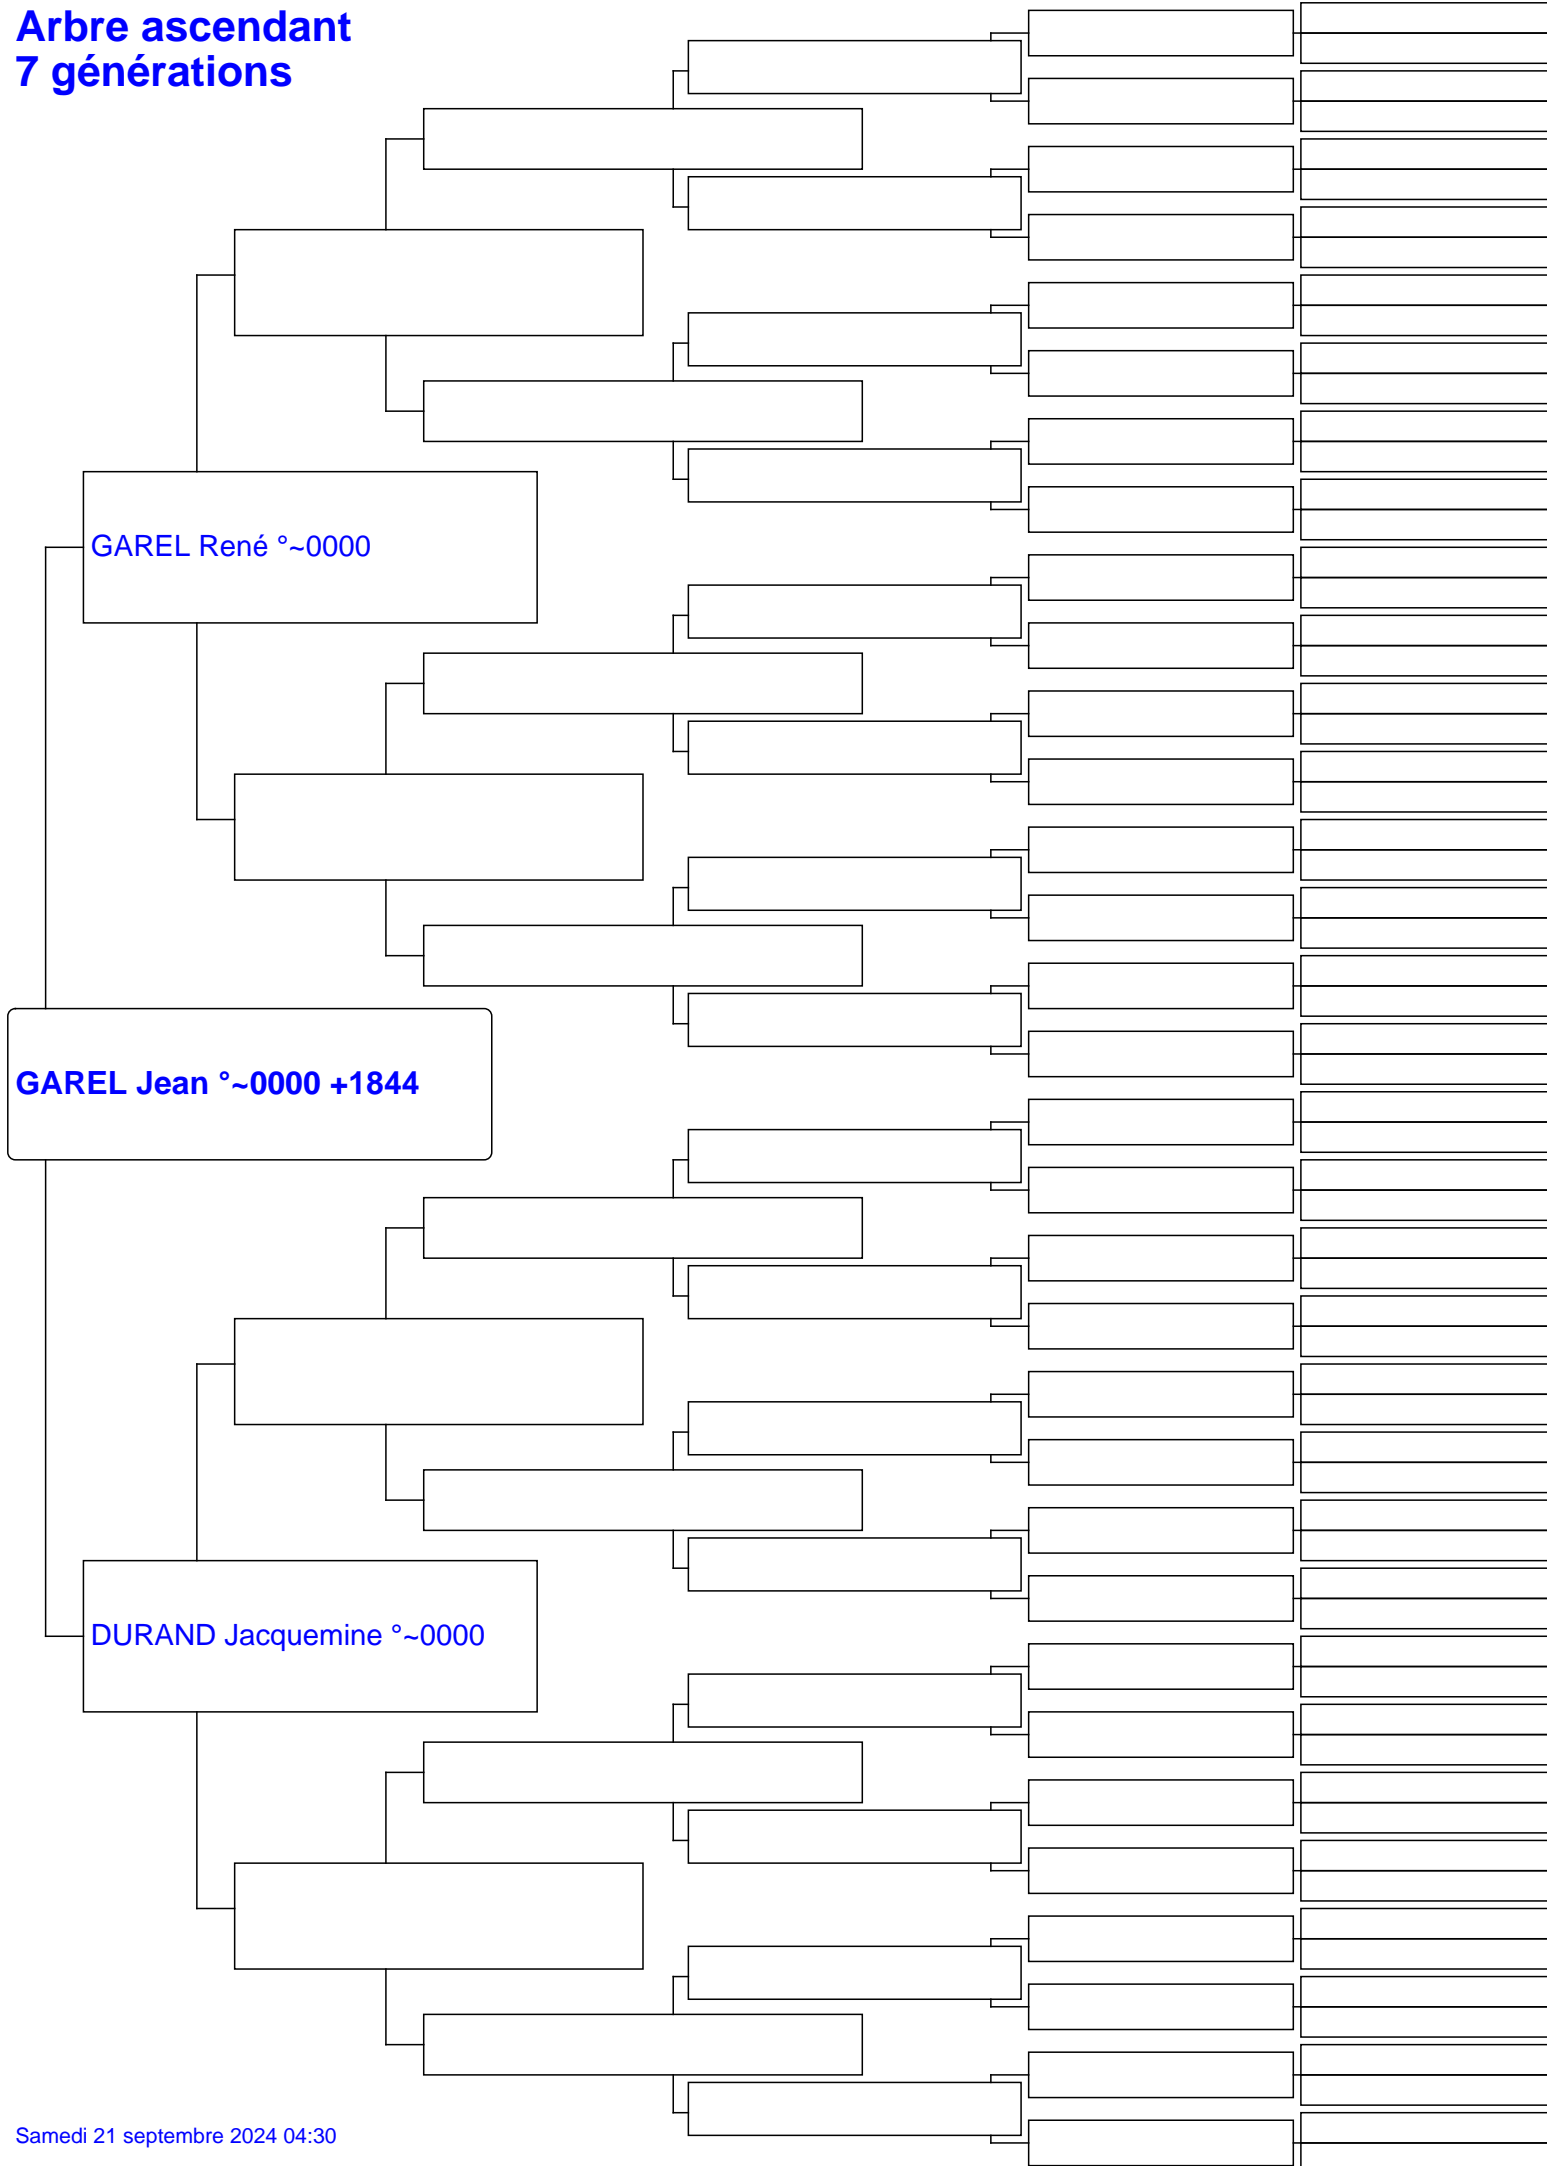 Arbre ascendant
7 générations
GAREL René °~0000
GAREL Jean °~0000 +1844
DURAND Jacquemine °~0000
Samedi 21 septembre 2024 04:30